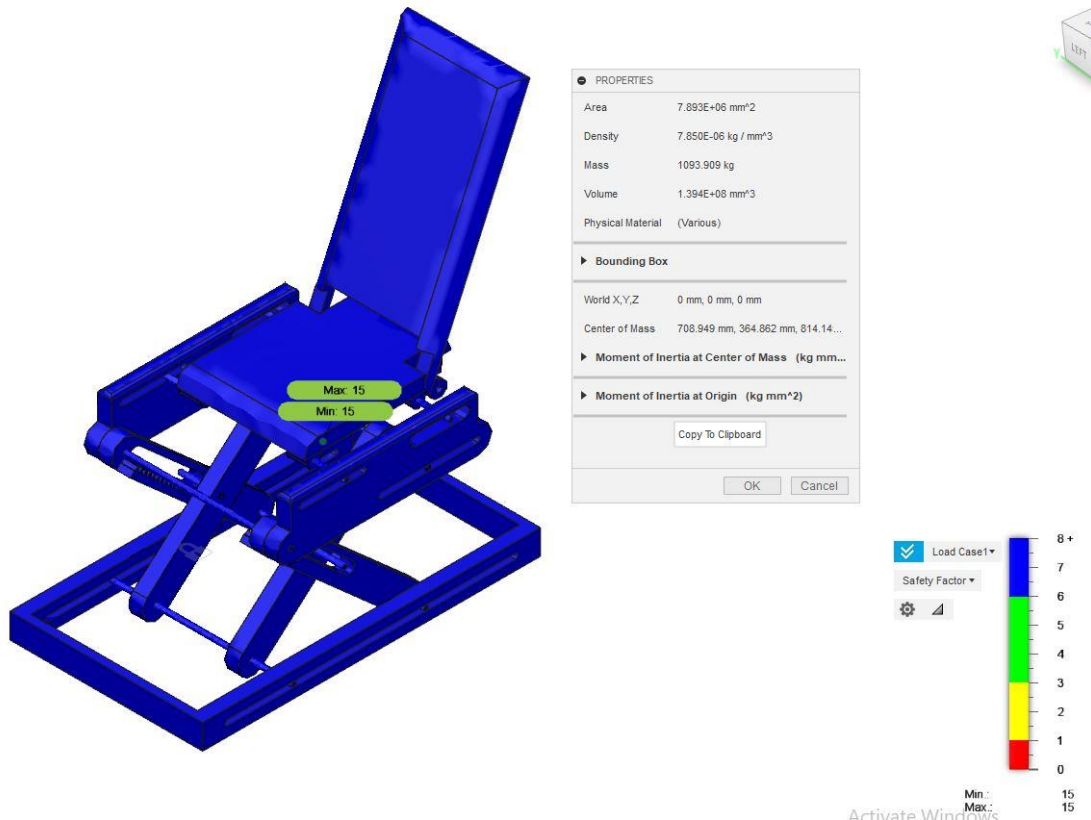 LEFT
PROPERTIES
Area 7.893E+06 mm^2
Density 7.850E-06 kg / mm^3
Mass 1093.909 kg
Volume 1.394E+08 mm^3
Physical Material (Various)
Bounding Box
World X,Y,Z 0 mm, 0 mm, 0 mm
Center of Mass 708.949 mm, 364.862 mm, 814.14...
Moment of Inertia at Center of Mass (kg mm...
Moment of Inertia at Origin (kg mm^2)
Copy To Clipboard
OK Cancel
Max: 15
Min: 15
Load Case1
Safety Factor
8 +
7
6
5
4
3
2
1
0
Min.: 15
Max.: 15
Activate Windows